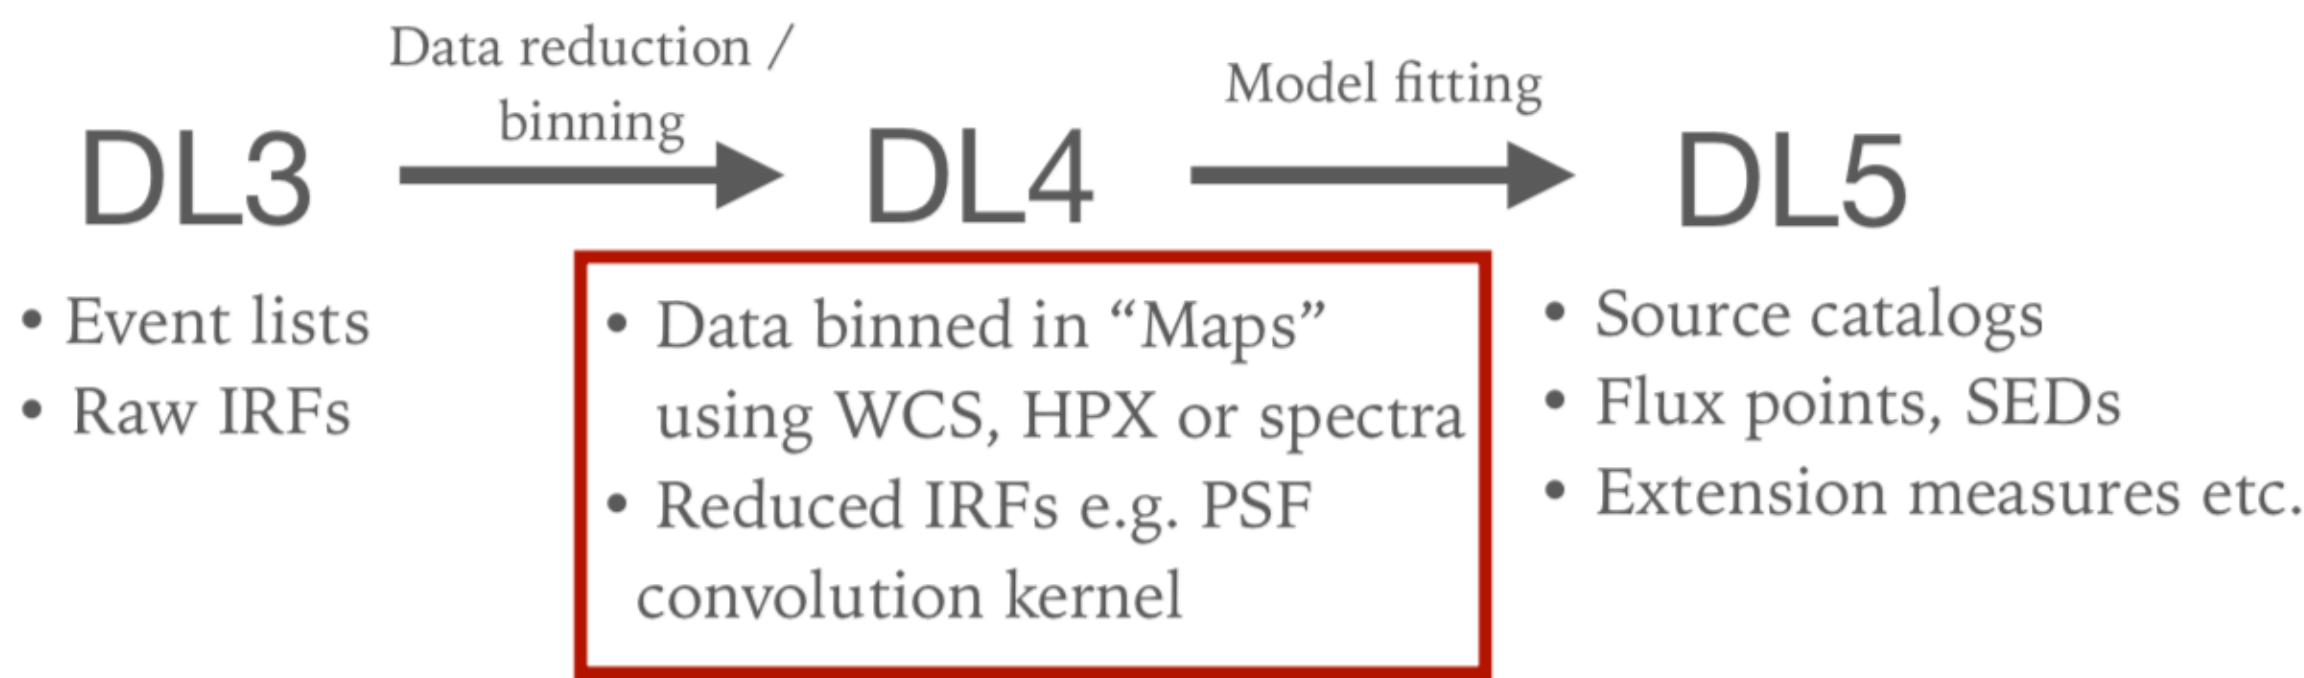 Data reduction /
binning
Model fitting
DL3
DL4
DL5
• Event lists
• Raw IRFs
• Data binned in “Maps”
using WCS, HPX or spectra
• Reduced IRFs e.g. PSF
convolution kernel
• Source catalogs
• Flux points, SEDs
• Extension measures etc.